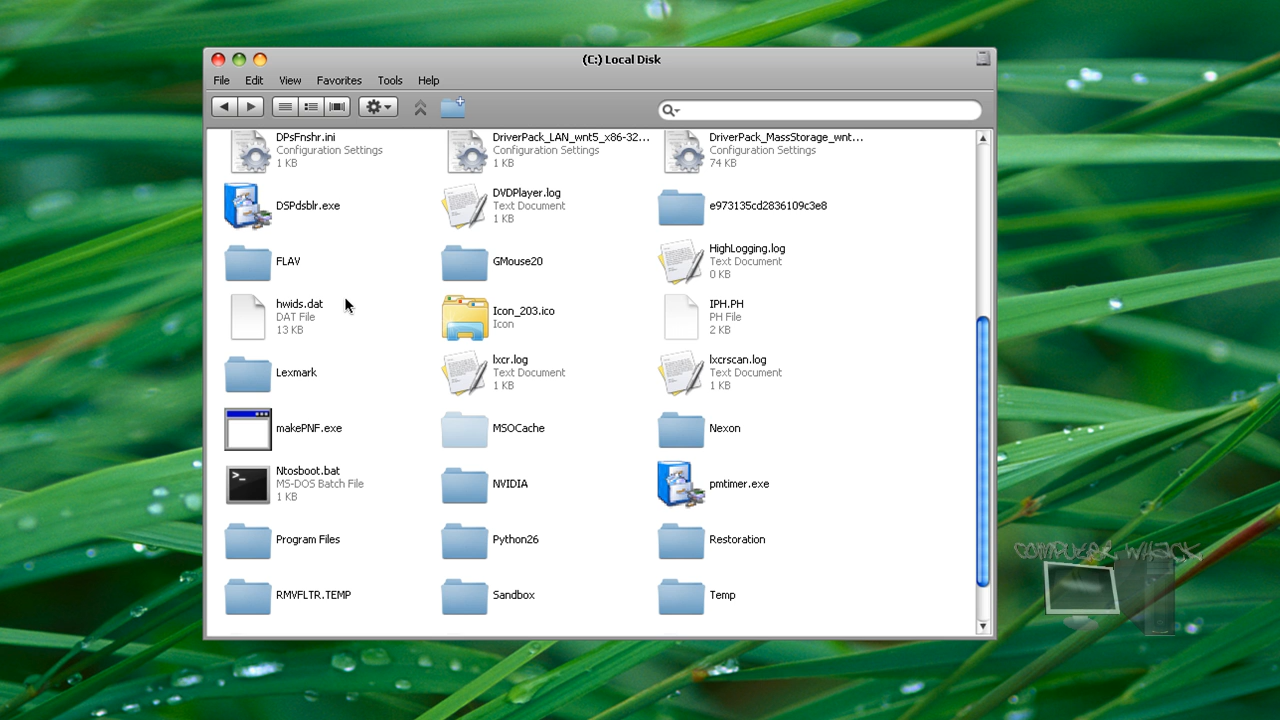 (C:) Local Disk
File Edit View Favorites Tools Help
DPsFnshr.ini
Configuration Settings
1 KB
DriverPack_LAN_wnt5_x86-32...
Configuration Settings
1 KB
DriverPack_MassStorage_wnt...
Configuration Settings
74 KB
DSPdsblr.exe
DVDPlayer.log
Text Document
1 KB
e973135cd2836109c3e8
FLAV
GMouse20
HighLogging.log
Text Document
0 KB
hwids.dat
DAT File
13 KB
Icon_203.ico
Icon
IPH.PH
PH File
2 KB
Lexmark
lxcr.log
Text Document
1 KB
lxcrscan.log
Text Document
1 KB
makePNF.exe
MSOCache
Nexon
Ntosboot.bat
MS-DOS Batch File
1 KB
NVIDIA
pmtimer.exe
Program Files
Python26
Restoration
COMPUTER WHACK
RMVFLTR.TEMP
Sandbox
Temp